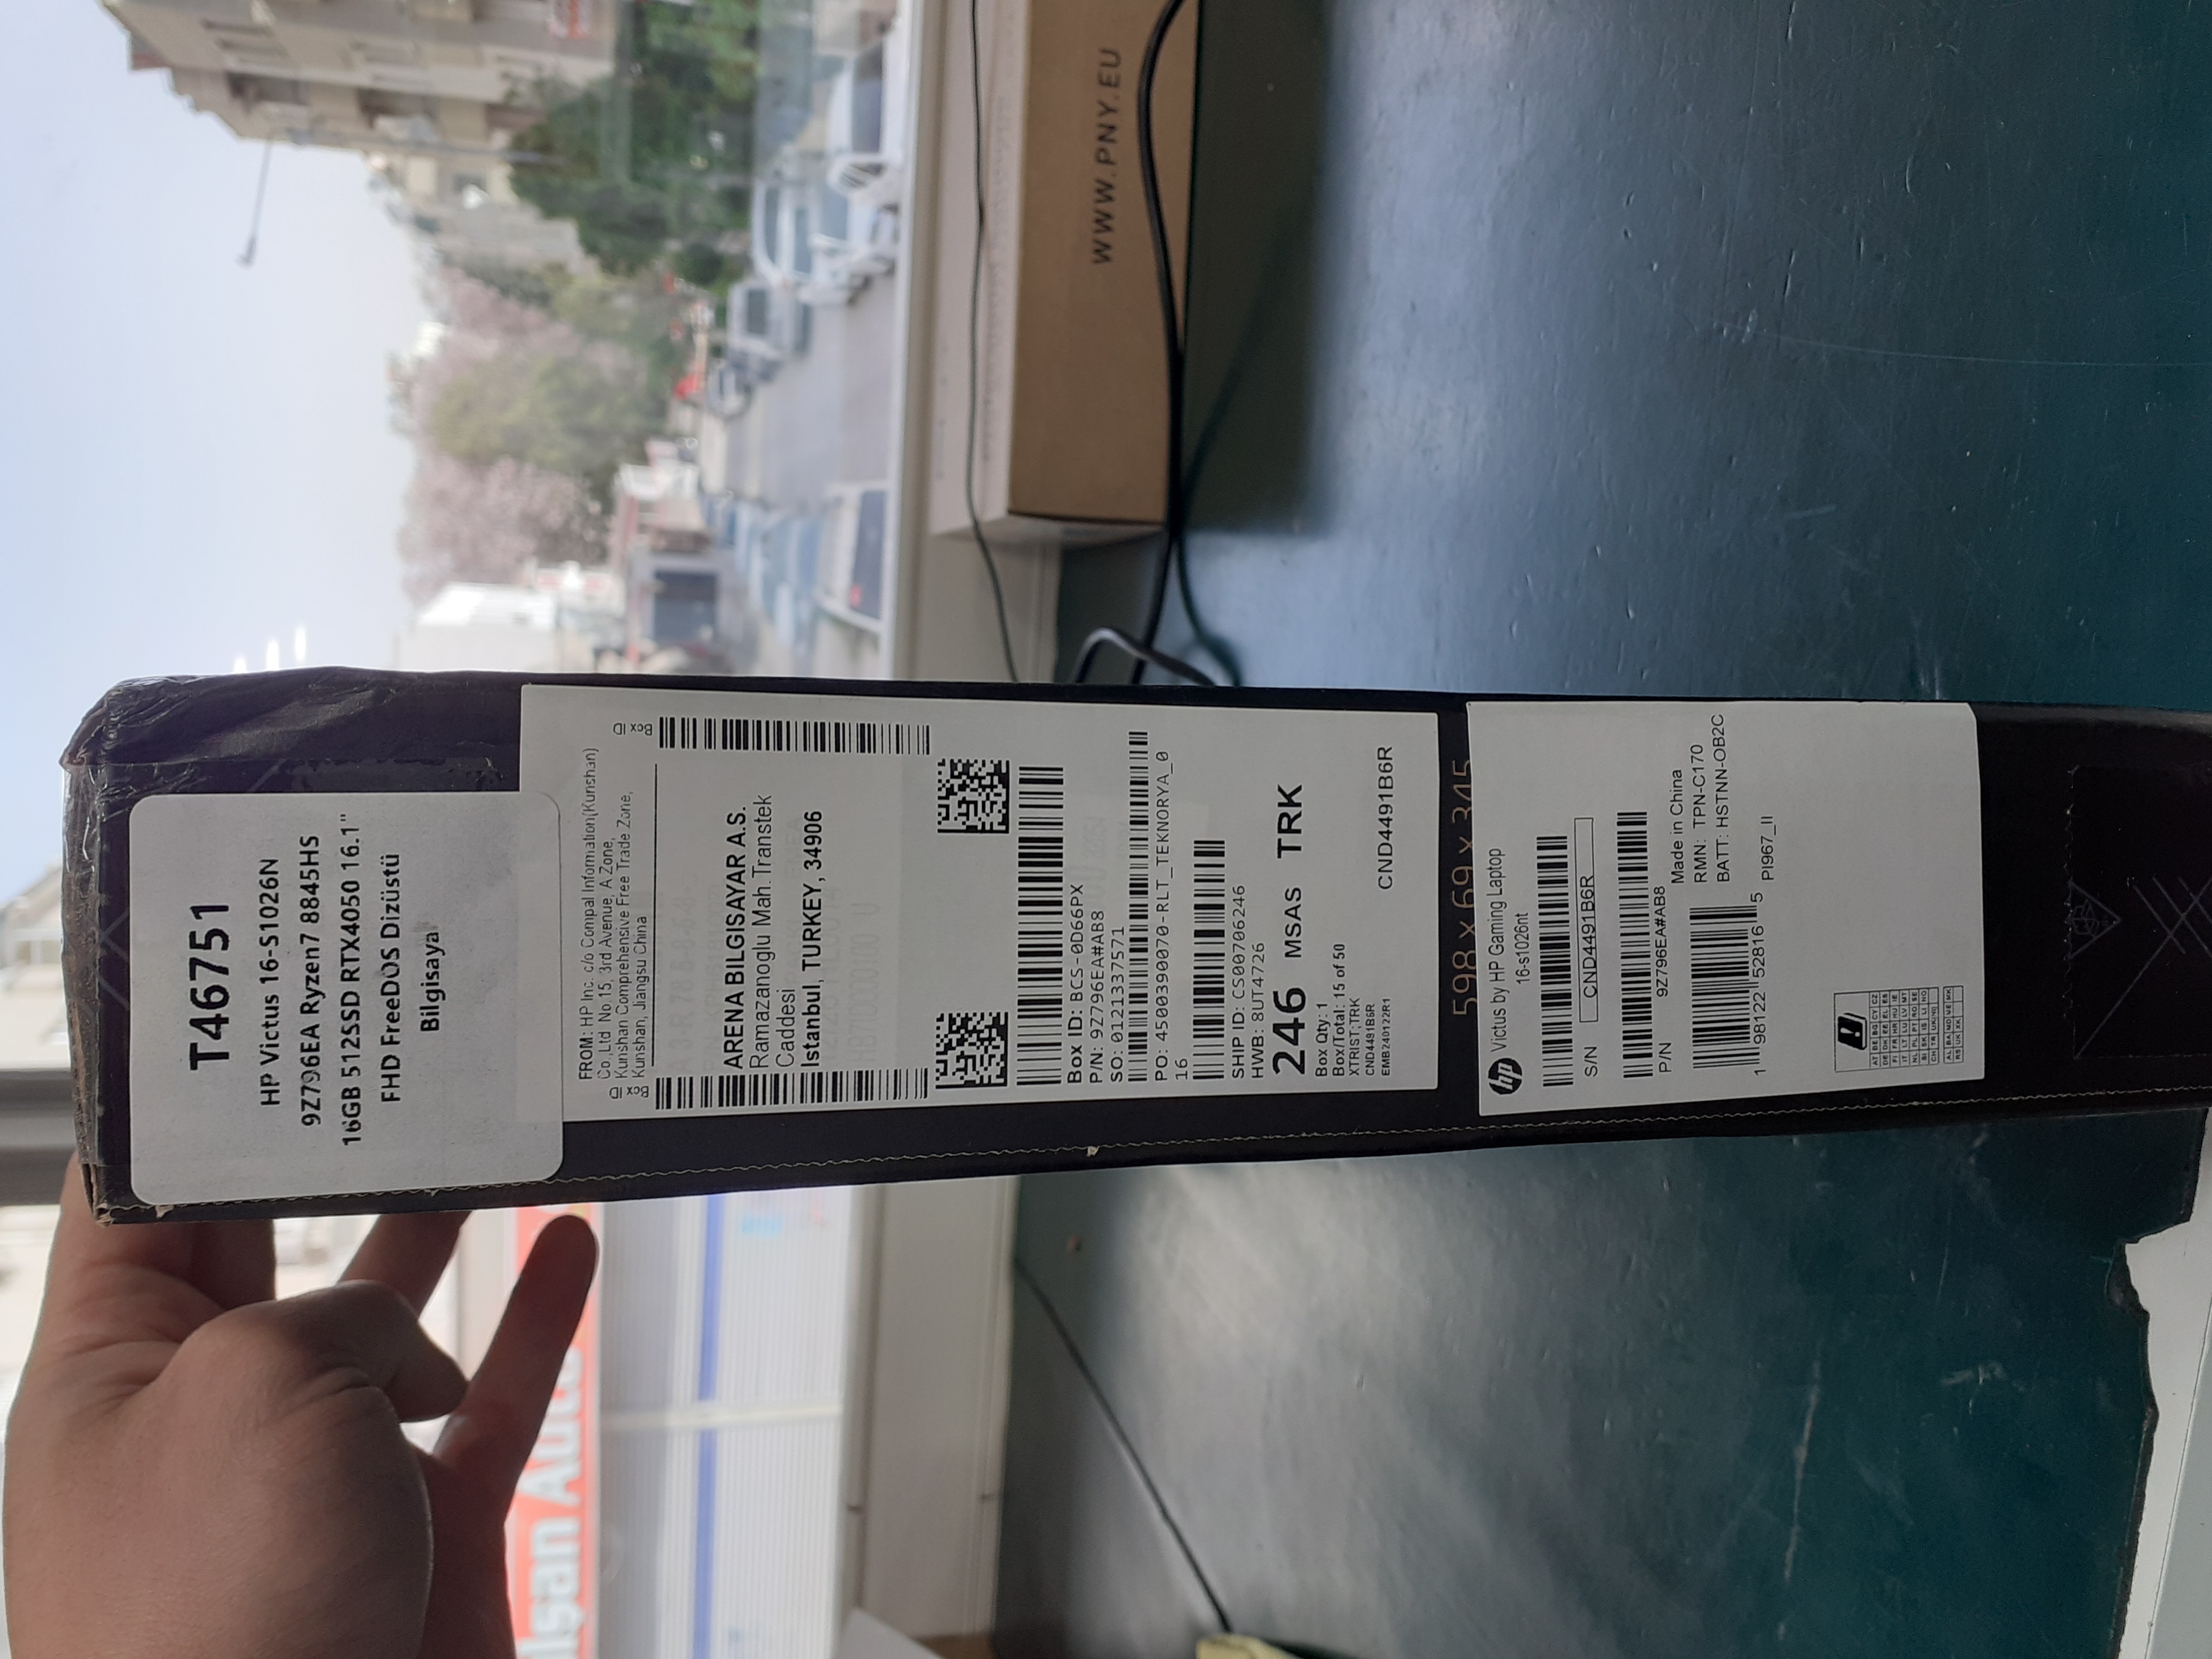 T46751
HP Victus 16-S1026N
9Z796EA Ryzen7 8845HS
16GB 512SSD RTX4050 16.1"
FHD FreeDOS Dizüstü
Bilgisaya
FROM: HP Inc. c/o Compal Information(Kunshan)
Co.,Ltd No.15, 3rd Avenue, A Zone,
Kunshan Comprehensive Free Trade Zone,
Kunshan, Jiangsu China
Box ID
Box ID
ARENA BILGISAYAR A.S.
Ramazanoglu Mah. Transtek
Caddesi
Istanbul, TURKEY, 34906
Box ID: BCS-0D66PX
P/N: 9Z796EA#AB8
SO: 01213375​71
PO: 4500390070-RLT_TEKNORYA_0
16
SHIP ID: CS00706246
HWB: 8UT4726
246 MSAS TRK
Box Qty: 1
Box/Total: 15 of 50
XTRIST;TRK
CND4491B6R
EMB240122R1
CND4491B6R
598 x 69 x 345
hp Victus by HP Gaming Laptop
16-s1026nt
S/N CND4491B6R
P/N 9Z796EA#AB8
Made in China
RMN: TPN-C170
BATT: HSTNN-OB2C
1 98122 52816 5
PI967_II
WWW.PNY.EU